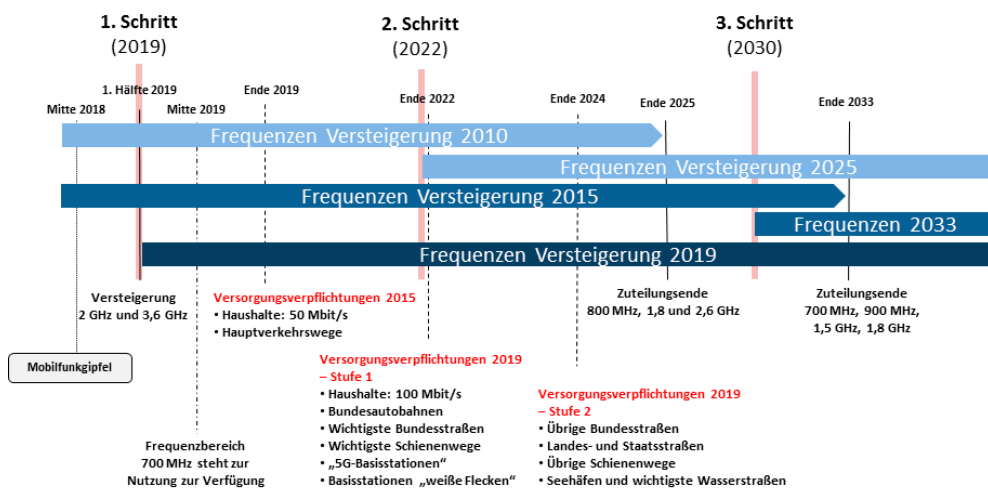 1. Schritt
(2019)
2. Schritt
(2022)
3. Schritt
(2030)
1. Hälfte 2019
Mitte 2018
Mitte 2019
Ende 2019
Ende 2022
Ende 2024
Ende 2025
Ende 2033
Frequenzen Versteigerung 2010
Frequenzen Versteigerung 2025
Frequenzen Versteigerung 2015
Frequenzen 2033
Frequenzen Versteigerung 2019
Versteigerung
2 GHz und 3,6 GHz
Versorgungsverpflichtungen 2015
• Haushalte: 50 Mbit/s
• Hauptverkehrswege
Zuteilungsende
800 MHz, 1,8 und 2,6 GHz
Zuteilungsende
700 MHz, 900 MHz,
1,5 GHz, 1,8 GHz
Mobilfunkgipfel
Versorgungsverpflichtungen 2019
– Stufe 1
• Haushalte: 100 Mbit/s
• Bundesautobahnen
• Wichtigste Bundesstraßen
• Wichtigste Schienenwege
• „5G-Basisstationen“
• Basisstationen „weiße Flecken“
Versorgungsverpflichtungen 2019
– Stufe 2
• Übrige Bundesstraßen
• Landes- und Staatsstraßen
• Übrige Schienenwege
• Seehäfen und wichtigste Wasserstraßen
Frequenzbereich
700 MHz steht zur
Nutzung zur Verfügung